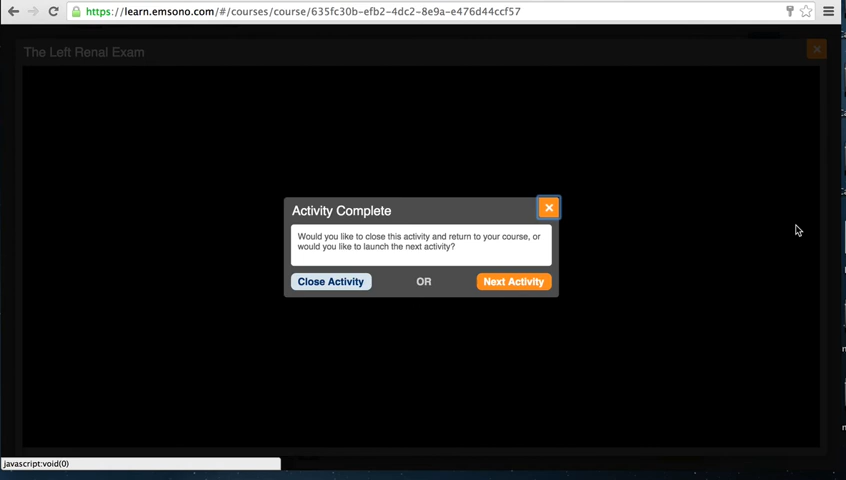 https://learn.emsono.com/#/courses/course/635fc30b-efb2-4dc2-8e9a-e476d44ccf57
The Left Renal Exam
Activity Complete
Would you like to close this activity and return to your course, or
would you like to launch the next activity?
Close Activity
OR
Next Activity
javascript:void(0)